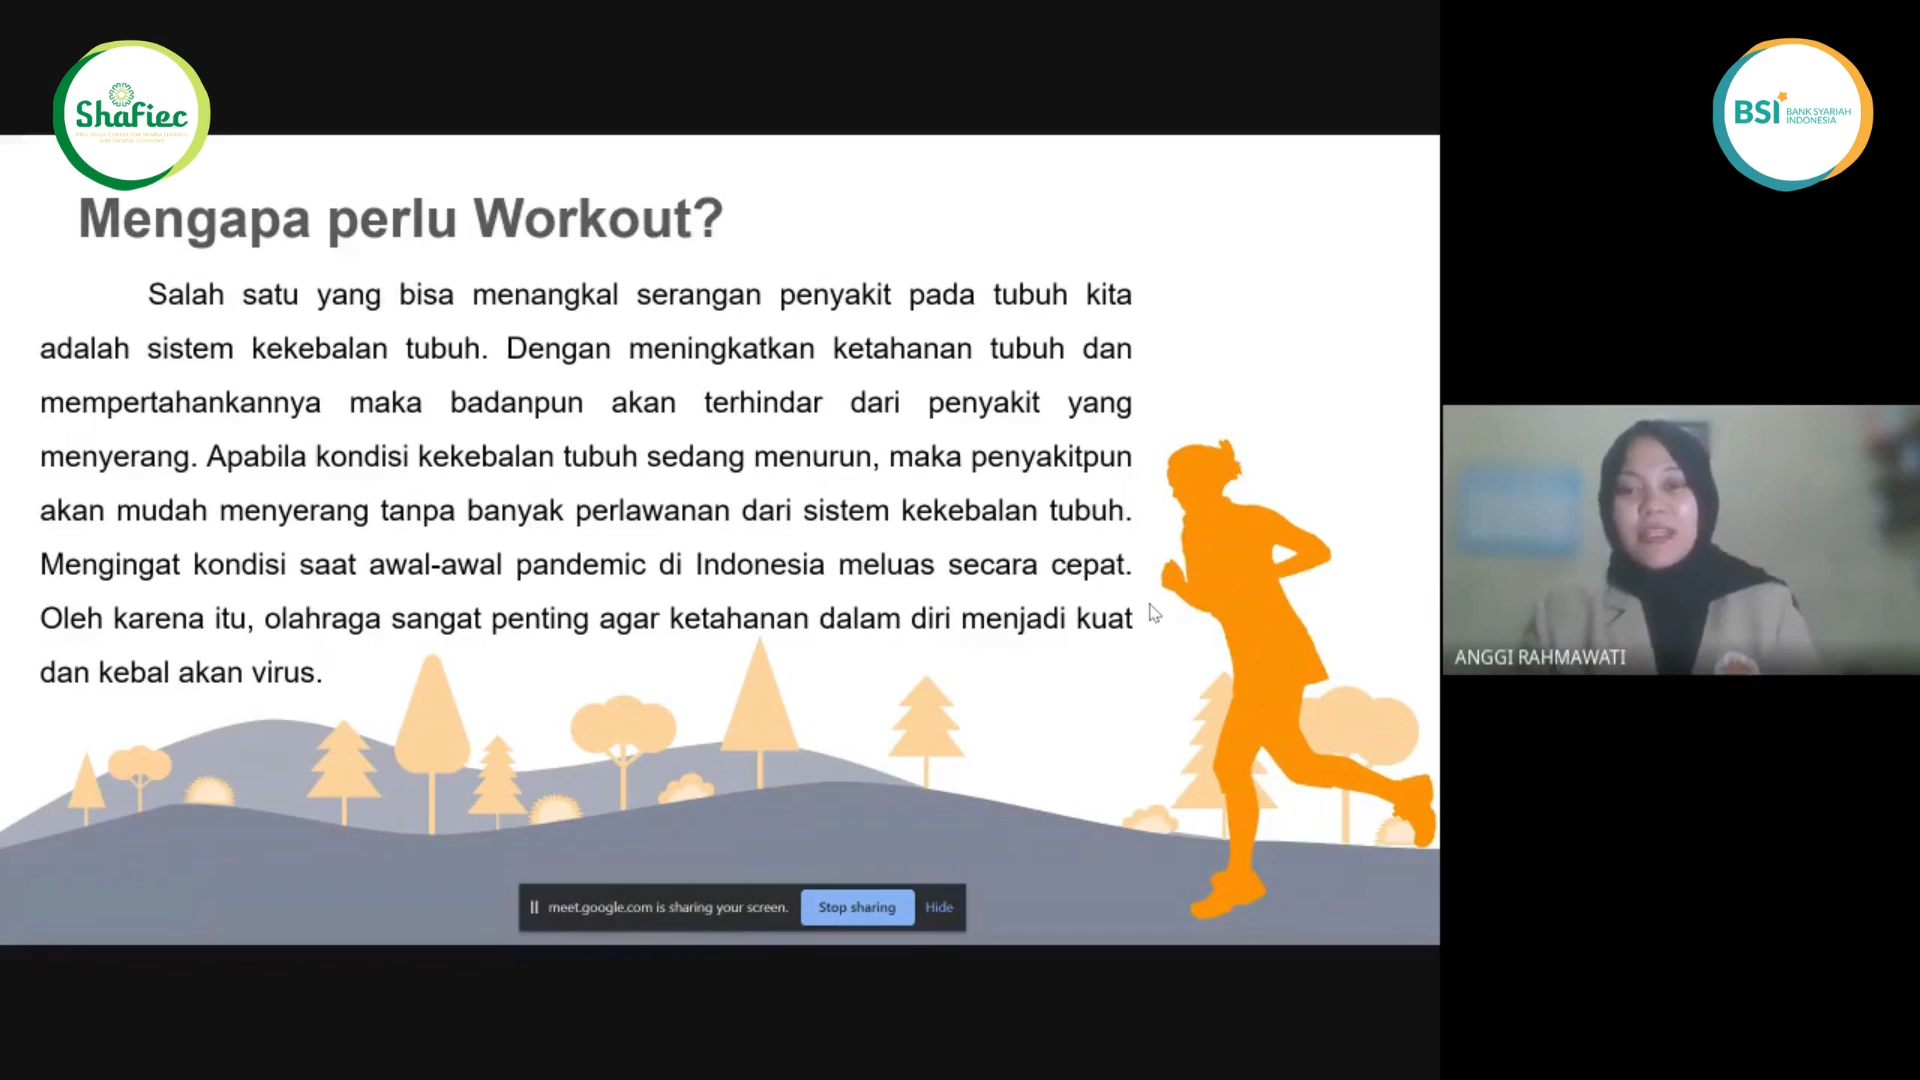 Shafiec
BSI BANK SYARIAH
INDONESIA
Mengapa perlu Workout?
Salah satu yang bisa menangkal serangan penyakit pada tubuh kita
adalah sistem kekebalan tubuh. Dengan meningkatkan ketahanan tubuh dan
mempertahankannya maka badanpun akan terhindar dari penyakit yang
menyerang. Apabila kondisi kekebalan tubuh sedang menurun, maka penyakitpun
akan mudah menyerang tanpa banyak perlawanan dari sistem kekebalan tubuh.
Mengingat kondisi saat awal-awal pandemic di Indonesia meluas secara cepat.
Oleh karena itu, olahraga sangat penting agar ketahanan dalam diri menjadi kuat
dan kebal akan virus.
ANGGI RAHMAWATI
meet.google.com is sharing your screen. Stop sharing Hide